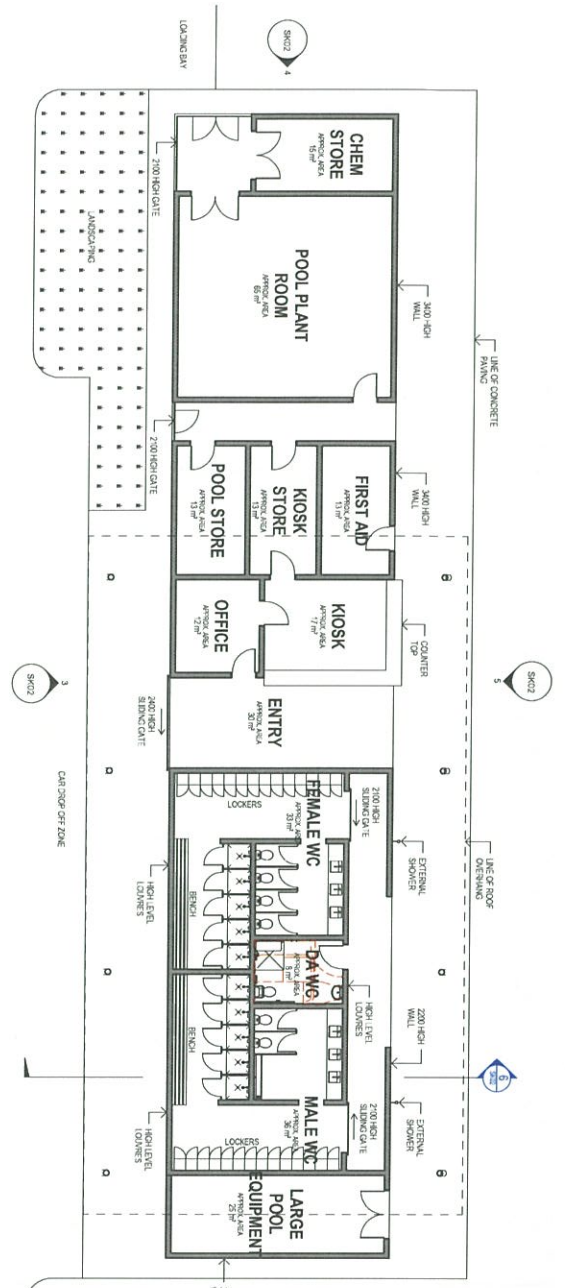 LOADING BAY
SK02
4
2100 HIGH GATE
LANDSCAPING
CHEM
STORE
APPROX. AREA
15 m²
POOL PLANT
ROOM
APPROX. AREA
65 m²
3400 HIGH
WALL
LINE OF CONCRETE
PAVING
2100 HIGH GATE
POOL STORE
APPROX. AREA
13 m²
KIOSK
STORE
APPROX. AREA
13 m²
FIRST AID
APPROX. AREA
13 m²
3400 HIGH
WALL
OFFICE
APPROX. AREA
12 m²
KIOSK
APPROX. AREA
17 m²
COUNTER
TOP
SK02
3
SK02
5
2400 HIGH
SLIDING GATE
ENTRY
APPROX. AREA
30 m²
CAR DROP OFF ZONE
FEMALE WC
APPROX. AREA
33 m²
LOCKERS
2100 HIGH
SLIDING GATE
EXTERNAL
SHOWER
LINE OF ROOF
OVERHANG
HIGH LEVEL
LOUVRES
BENCH
DA WC
APPROX. AREA
8 m²
HIGH LEVEL
LOUVRES
2200 HIGH
WALL
6
BENCH
MALE WC
APPROX. AREA
36 m²
LOCKERS
2100 HIGH
SLIDING GATE
EXTERNAL
SHOWER
HIGH LEVEL
LOUVRES
LARGE
POOL
EQUIPMENT
APPROX. AREA
25 m²